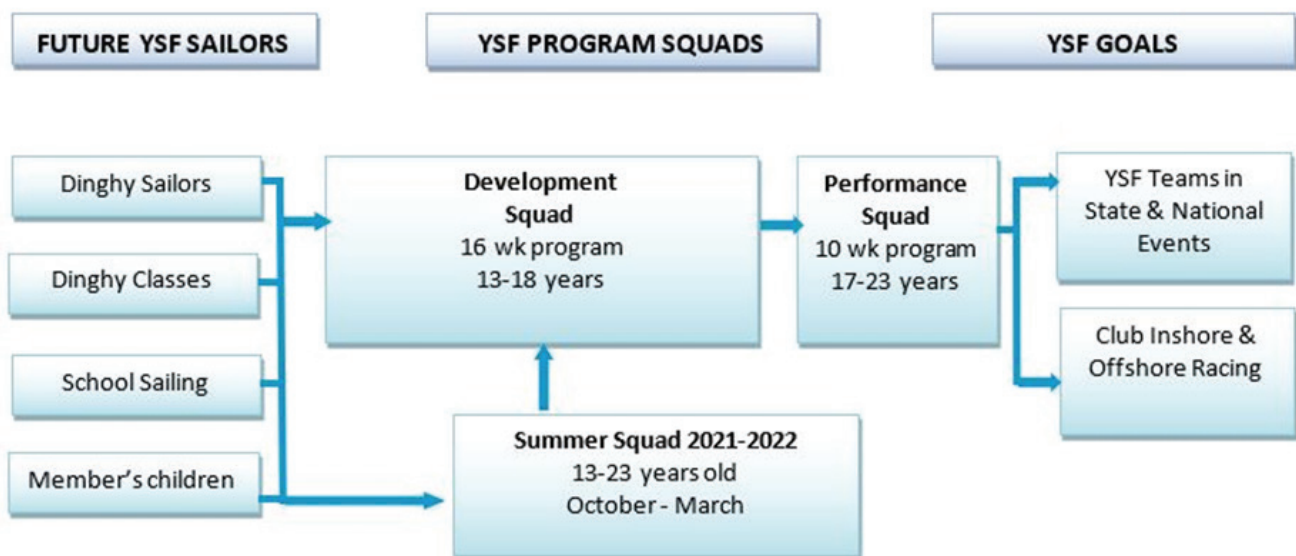 FUTURE YSF SAILORS
YSF PROGRAM SQUADS
YSF GOALS
Dinghy Sailors
Dinghy Classes
School Sailing
Member's children
Development
Squad
16 wk program
13-18 years
Summer Squad 2021-2022
13-23 years old
October - March
Performance
Squad
10 wk program
17-23 years
YSF Teams in
State & National
Events
Club Inshore &
Offshore Racing